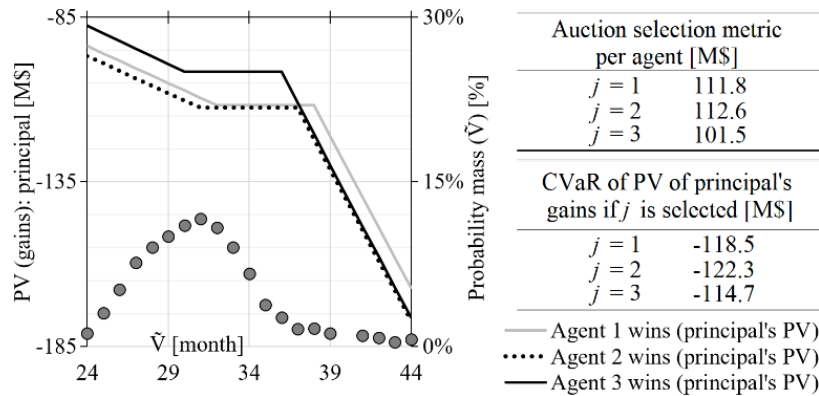 -85
-135
-185
PV (gains): principal [M$]
30%
15%
0%
Probability mass (Ṽ) [%]
Ṽ [month]
24 29 34 39 44
Auction selection metric
per agent [M$]
j = 1 111.8
j = 2 112.6
j = 3 101.5
CVaR of PV of principal's
gains if j is selected [M$]
j = 1 -118.5
j = 2 -122.3
j = 3 -114.7
Agent 1 wins (principal's PV)
Agent 2 wins (principal's PV)
Agent 3 wins (principal's PV)